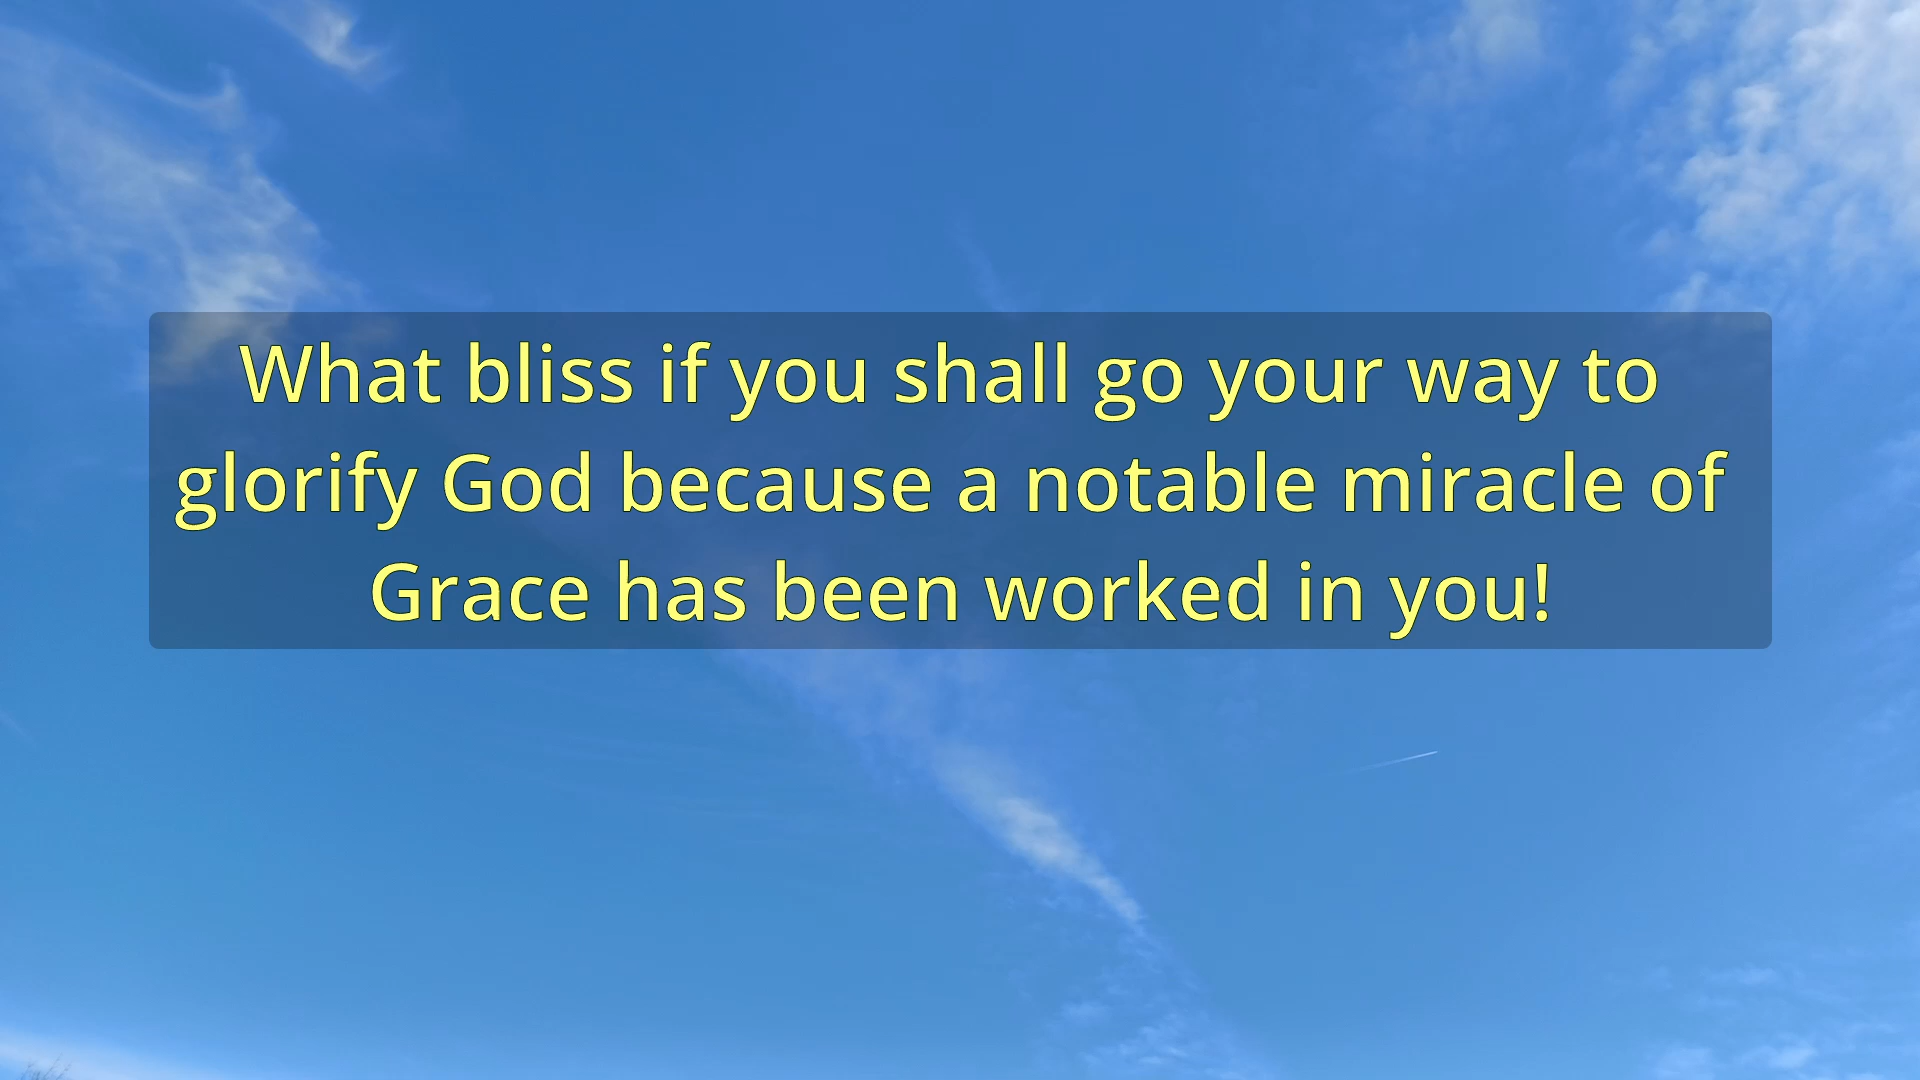 What bliss if you shall go your way to
glorify God because a notable miracle of
Grace has been worked in you!